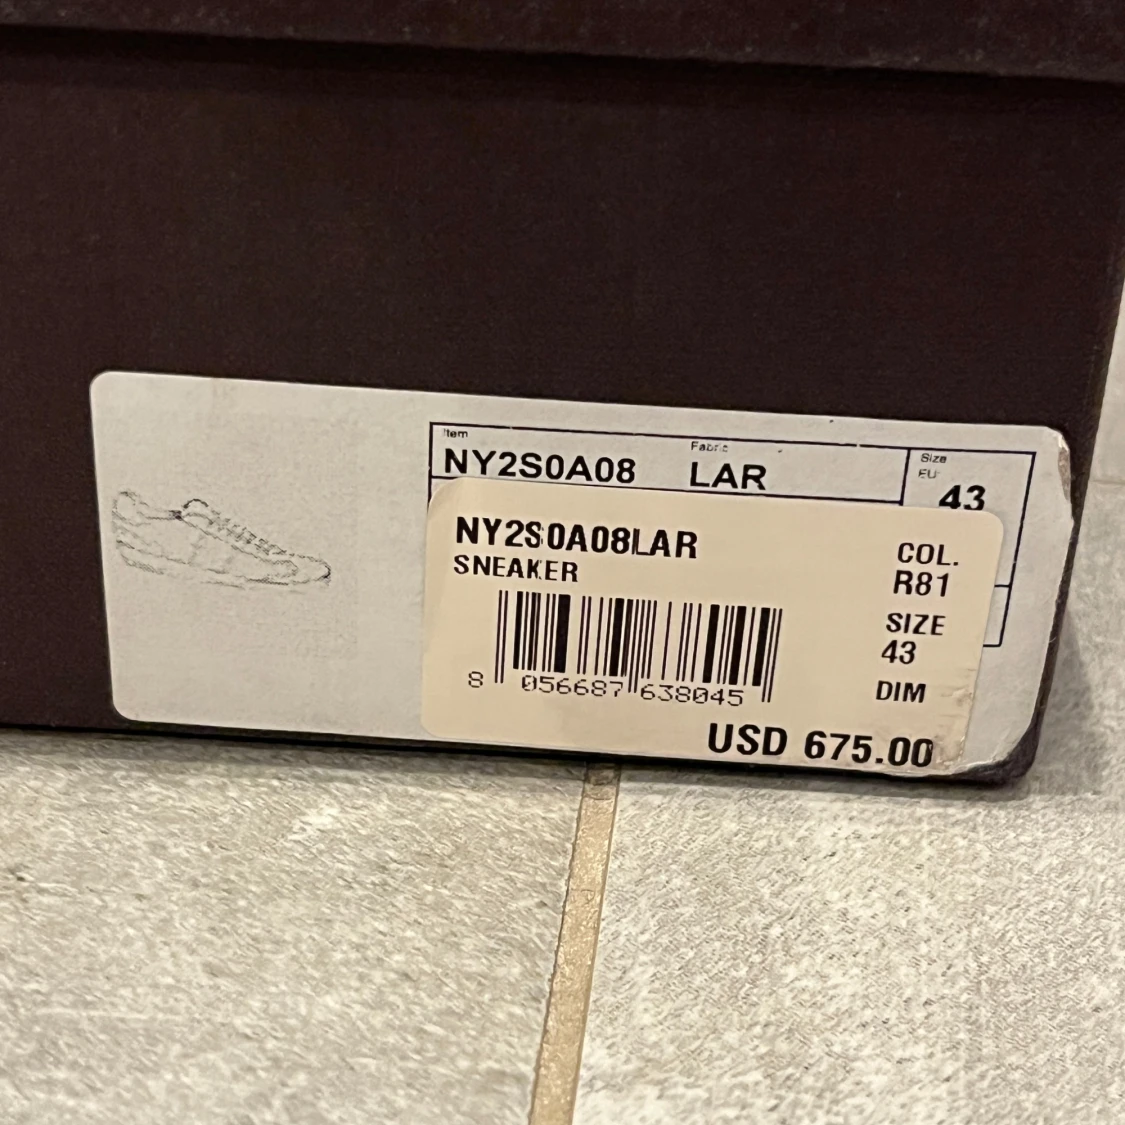 Item Fabric Size
EU
NY2S0A08 LAR 43
NY2S0A08LAR
SNEAKER
COL.
R81
SIZE
43
DIM
8 056687 638045
USD 675.00